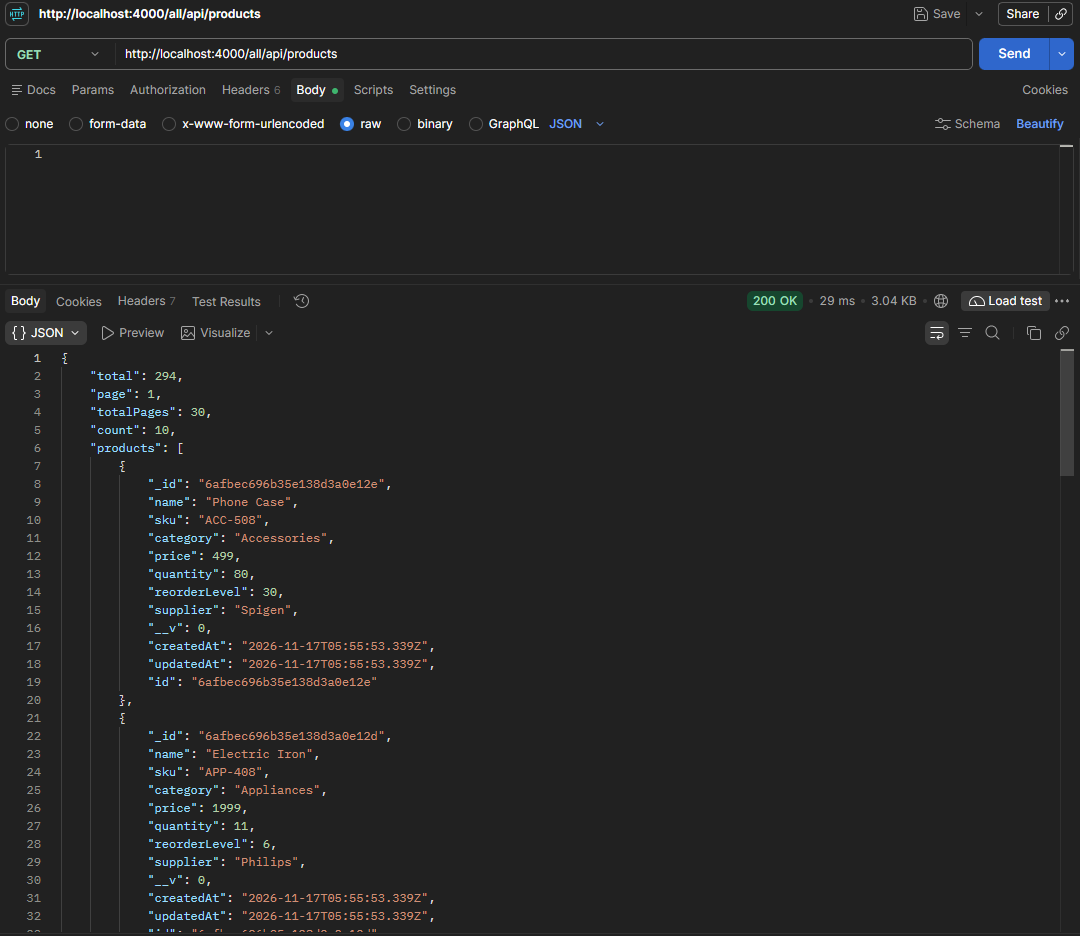 HTTP http://localhost:4000/all/api/products Save Share
GET http://localhost:4000/all/api/products Send
Docs Params Authorization Headers 6 Body Scripts Settings Cookies
none form-data x-www-form-urlencoded raw binary GraphQL JSON Schema Beautify
1
Body Cookies Headers 7 Test Results 200 OK 29 ms 3.04 KB Load test
{} JSON Preview Visualize
1 {
2 "total": 294,
3 "page": 1,
4 "totalPages": 30,
5 "count": 10,
6 "products": [
7 {
8 "_id": "6afbec696b35e138d3a0e12e",
9 "name": "Phone Case",
10 "sku": "ACC-508",
11 "category": "Accessories",
12 "price": 499,
13 "quantity": 80,
14 "reorderLevel": 30,
15 "supplier": "Spigen",
16 "__v": 0,
17 "createdAt": "2026-11-17T05:55:53.339Z",
18 "updatedAt": "2026-11-17T05:55:53.339Z",
19 "id": "6afbec696b35e138d3a0e12e"
20 },
21 {
22 "_id": "6afbec696b35e138d3a0e12d",
23 "name": "Electric Iron",
24 "sku": "APP-408",
25 "category": "Appliances",
26 "price": 1999,
27 "quantity": 11,
28 "reorderLevel": 6,
29 "supplier": "Philips",
30 "__v": 0,
31 "createdAt": "2026-11-17T05:55:53.339Z",
32 "updatedAt": "2026-11-17T05:55:53.339Z",